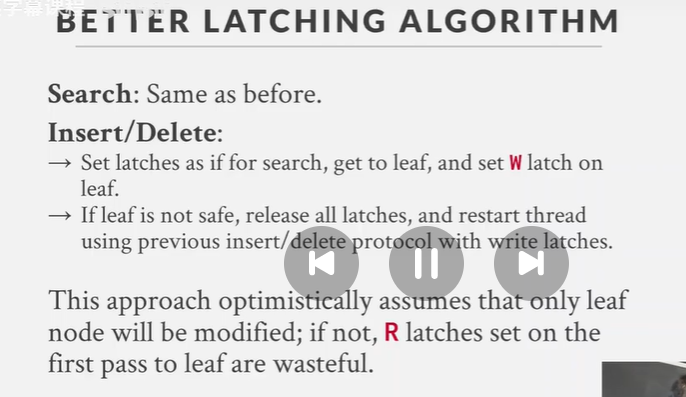 字幕课程
BETTER LATCHING ALGORITHM
Search: Same as before.
Insert/Delete:
→ Set latches as if for search, get to leaf, and set W latch on
leaf.
→ If leaf is not safe, release all latches, and restart thread
using previous insert/delete protocol with write latches.
This approach optimistically assumes that only leaf
node will be modified; if not, R latches set on the
first pass to leaf are wasteful.